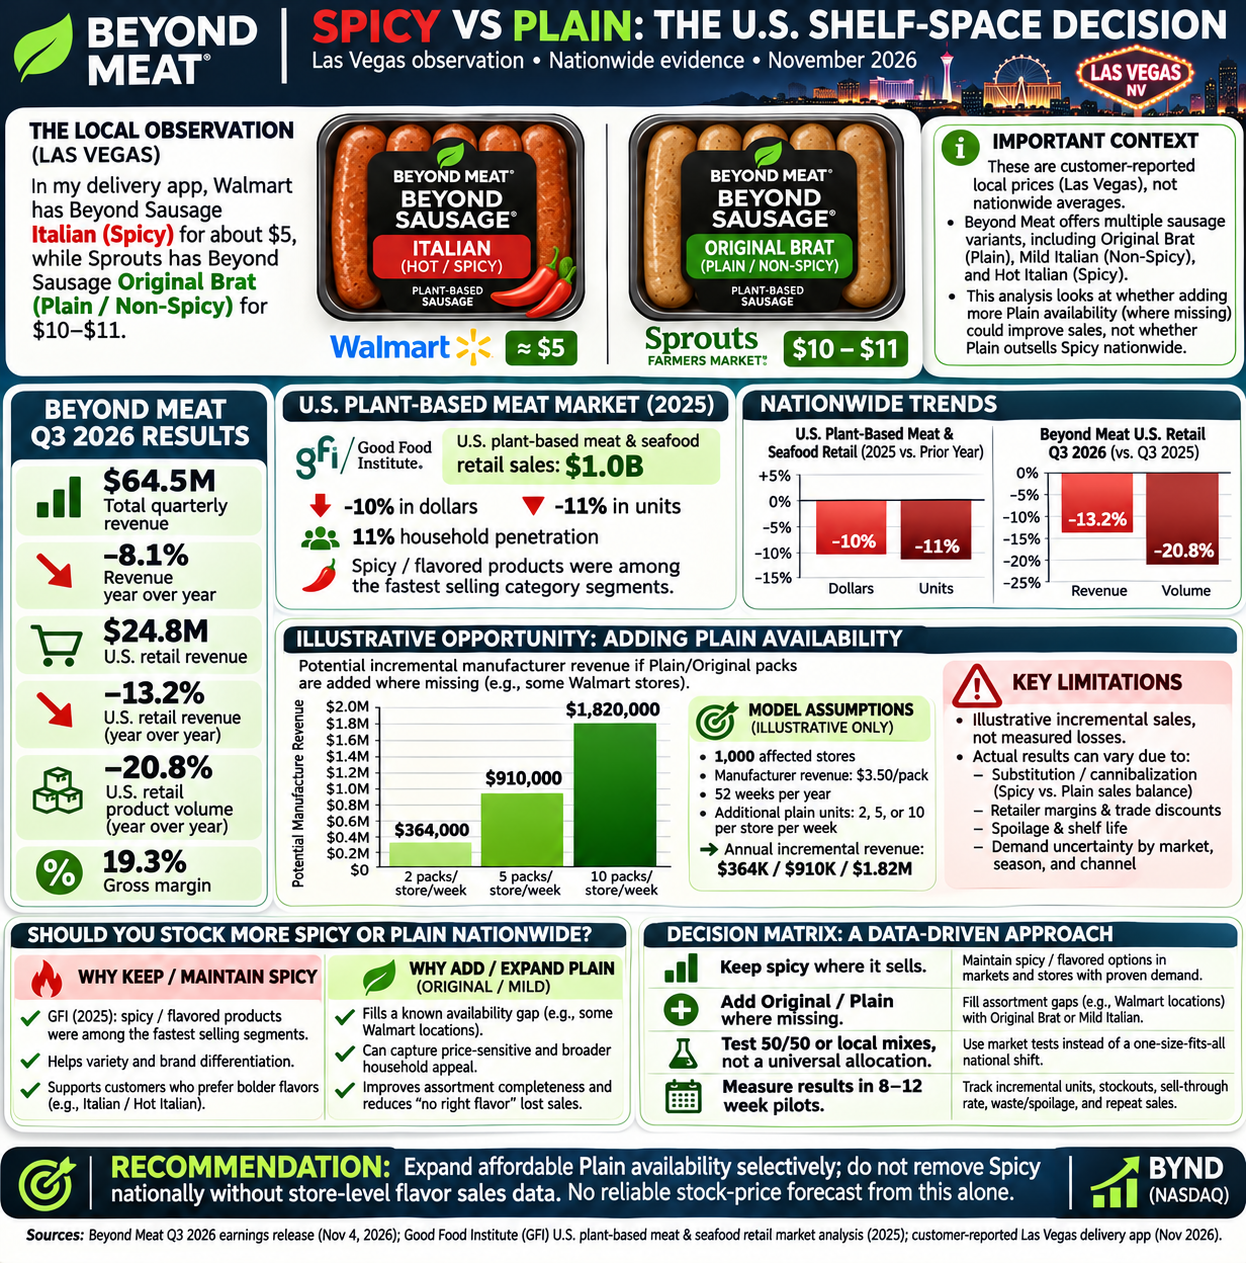 BEYOND
MEAT®
SPICY VS PLAIN: THE U.S. SHELF-SPACE DECISION
Las Vegas observation • Nationwide evidence • November 2026
LAS VEGAS
NV
THE LOCAL OBSERVATION
(LAS VEGAS)
In my delivery app, Walmart
has Beyond Sausage
Italian (Spicy) for about $5,
while Sprouts has Beyond
Sausage Original Brat
(Plain / Non-Spicy) for
$10–$11.
BEYOND MEAT®
BEYOND
SAUSAGE®
ITALIAN
(HOT / SPICY)
PLANT-BASED
SAUSAGE
Walmart
≈ $5
BEYOND MEAT®
BEYOND
SAUSAGE®
ORIGINAL BRAT
(PLAIN / NON-SPICY)
PLANT-BASED
SAUSAGE
Sprouts
FARMERS MARKET
$10 – $11
i
IMPORTANT CONTEXT
These are customer-reported
local prices (Las Vegas), not
nationwide averages.
• Beyond Meat offers multiple sausage
variants, including Original Brat
(Plain), Mild Italian (Non-Spicy),
and Hot Italian (Spicy).
• This analysis looks at whether adding
more Plain availability (where missing)
could improve sales, not whether
Plain outsells Spicy nationwide.
BEYOND MEAT
Q3 2026 RESULTS
$64.5M
Total quarterly
revenue
–8.1%
Revenue
year over year
$24.8M
U.S. retail revenue
–13.2%
U.S. retail revenue
(year over year)
–20.8%
U.S. retail
product volume
(year over year)
%
19.3%
Gross margin
U.S. PLANT-BASED MEAT MARKET (2025)
gfi / Good Food
Institute.
U.S. plant-based meat & seafood
retail sales: $1.0B
–10% in dollars
–11% in units
11% household penetration
Spicy / flavored products were among
the fastest selling category segments.
NATIONWIDE TRENDS
U.S. Plant-Based Meat &
Seafood Retail (2025 vs. Prior Year)
+5%
0%
–5%
–10%
–15%
–10%
–11%
Dollars
Units
Beyond Meat U.S. Retail
Q3 2026 (vs. Q3 2025)
0%
–5%
–10%
–15%
–20%
–25%
–13.2%
–20.8%
Revenue
Volume
ILLUSTRATIVE OPPORTUNITY: ADDING PLAIN AVAILABILITY
Potential incremental manufacturer revenue if Plain/Original packs
are added where missing (e.g., some Walmart stores).
Potential Manufacture Revenue
$2.0M
$1.8M
$1.6M
$1.4M
$1.2M
$1.0M
$0.8M
$0.6M
$0.4M
$0.2M
$0
$364,000
$910,000
$1,820,000
2 packs/
store/week
5 packs/
store/week
10 packs/
store/week
MODEL ASSUMPTIONS
(ILLUSTRATIVE ONLY)
• 1,000 affected stores
• Manufacturer revenue: $3.50/pack
• 52 weeks per year
• Additional plain units: 2, 5, or 10
per store per week
→ Annual incremental revenue:
$364K / $910K / $1.82M
KEY LIMITATIONS
• Illustrative incremental sales,
not measured losses.
• Actual results can vary due to:
– Substitution / cannibalization
(Spicy vs. Plain sales balance)
– Retailer margins & trade discounts
– Spoilage & shelf life
– Demand uncertainty by market,
season, and channel
SHOULD YOU STOCK MORE SPICY OR PLAIN NATIONWIDE?
WHY KEEP / MAINTAIN SPICY
✓ GFI (2025): spicy / flavored products
were among the fastest selling segments.
✓ Helps variety and brand differentiation.
✓ Supports customers who prefer bolder flavors
(e.g., Italian / Hot Italian).
WHY ADD / EXPAND PLAIN
(ORIGINAL / MILD)
✓ Fills a known availability gap (e.g., some
Walmart locations).
✓ Can capture price-sensitive and broader
household appeal.
✓ Improves assortment completeness and
reduces “no right flavor” lost sales.
DECISION MATRIX: A DATA-DRIVEN APPROACH
Keep spicy where it sells.
Maintain spicy / flavored options in
markets and stores with proven demand.
Add Original / Plain
where missing.
Fill assortment gaps (e.g., Walmart locations)
with Original Brat or Mild Italian.
Test 50/50 or local mixes,
not a universal allocation.
Use market tests instead of a one-size-fits-all
national shift.
Measure results in 8–12
week pilots.
Track incremental units, stockouts, sell-through
rate, waste/spoilage, and repeat sales.
RECOMMENDATION: Expand affordable Plain availability selectively; do not remove Spicy
nationally without store-level flavor sales data. No reliable stock-price forecast from this alone.
BYND
(NASDAQ)
Sources: Beyond Meat Q3 2026 earnings release (Nov 4, 2026); Good Food Institute (GFI) U.S. plant-based meat & seafood retail market analysis (2025); customer-reported Las Vegas delivery app (Nov 2026).